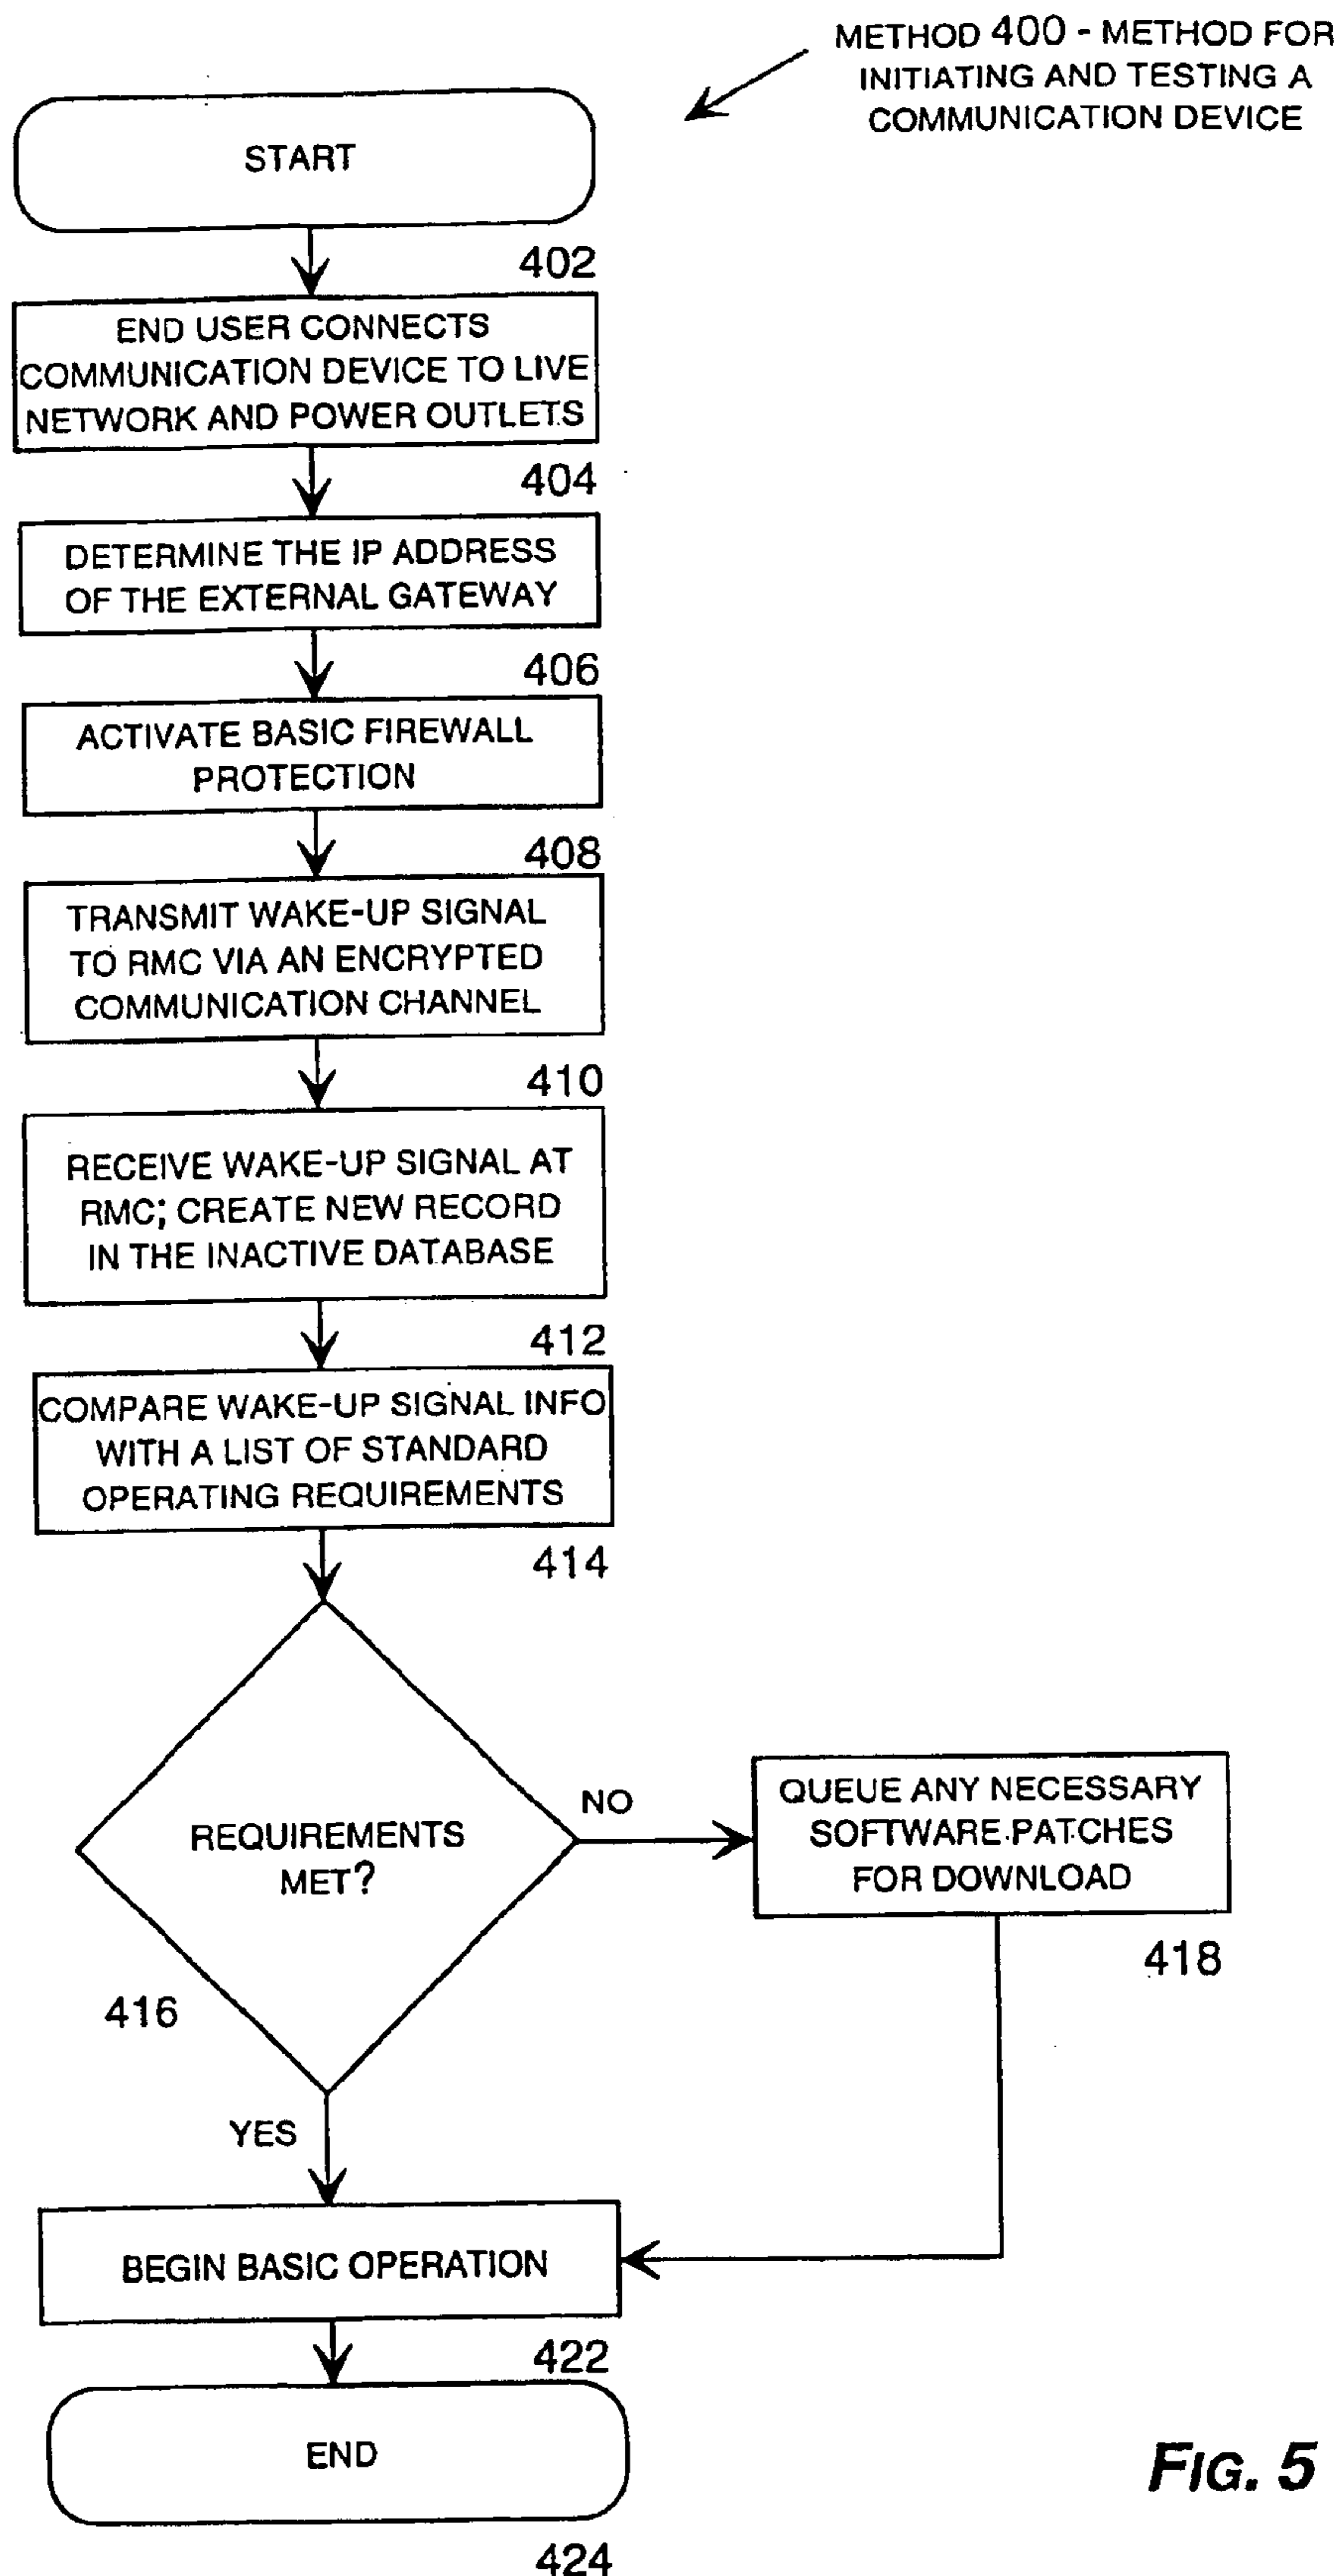 METHOD 400 - METHOD FOR
INITIATING AND TESTING A
COMMUNICATION DEVICE
START
402
END USER CONNECTS
COMMUNICATION DEVICE TO LIVE
NETWORK AND POWER OUTLETS
404
DETERMINE THE IP ADDRESS
OF THE EXTERNAL GATEWAY
406
ACTIVATE BASIC FIREWALL
PROTECTION
408
TRANSMIT WAKE-UP SIGNAL
TO RMC VIA AN ENCRYPTED
COMMUNICATION CHANNEL
410
RECEIVE WAKE-UP SIGNAL AT
RMC; CREATE NEW RECORD
IN THE INACTIVE DATABASE
412
COMPARE WAKE-UP SIGNAL INFO
WITH A LIST OF STANDARD
OPERATING REQUIREMENTS
414
REQUIREMENTS
MET?
416
NO
QUEUE ANY NECESSARY
SOFTWARE PATCHES
FOR DOWNLOAD
418
YES
BEGIN BASIC OPERATION
422
END
424
FIG. 5